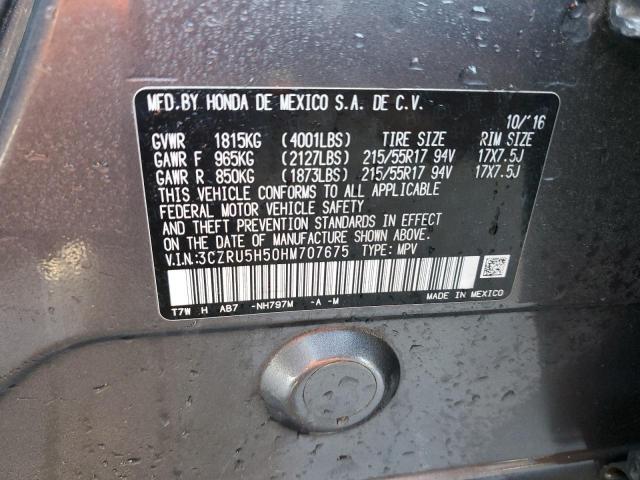 MFD.BY HONDA DE MEXICO S.A. DE C.V.
10/'16
GVWR 1815KG (4001LBS) TIRE SIZE RIM SIZE
GAWR F 965KG (2127LBS) 215/55R17 94V 17X7.5J
GAWR R 850KG (1873LBS) 215/55R17 94V 17X7.5J
THIS VEHICLE CONFORMS TO ALL APPLICABLE
FEDERAL MOTOR VEHICLE SAFETY
AND THEFT PREVENTION STANDARDS IN EFFECT
ON THE DATE OF MANUFACTURE SHOWN ABOVE.
V.I.N:3CZRU5H50HM707675 TYPE: MPV
T7W H AB7 -NH797M -A -M MADE IN MEXICO